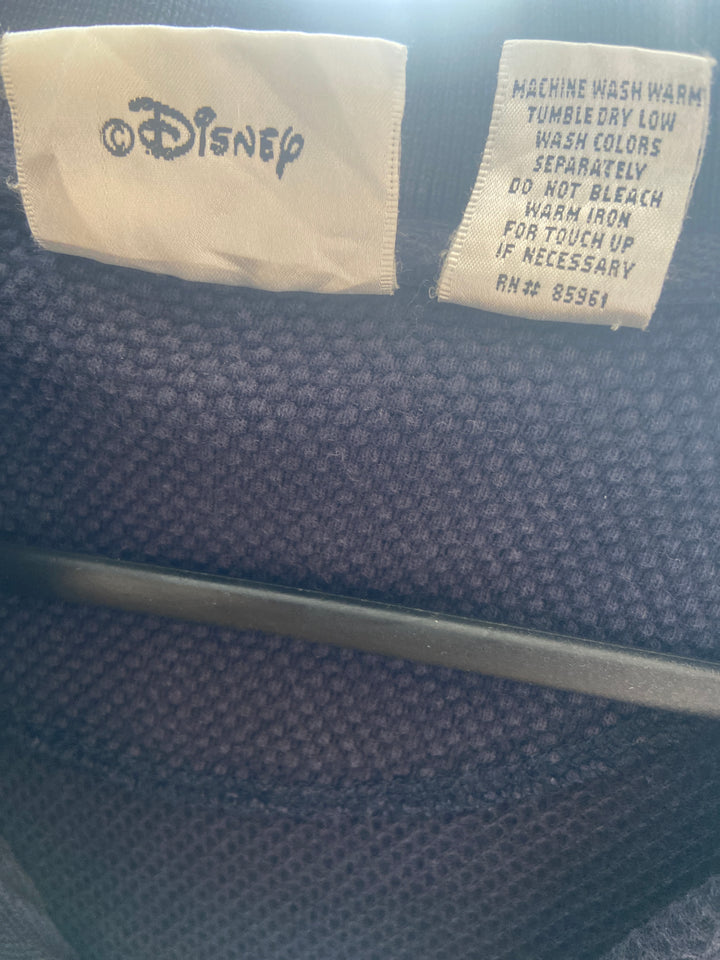 ©Disney
MACHINE WASH WARM
TUMBLE DRY LOW
WASH COLORS
SEPARATELY
DO NOT BLEACH
WARM IRON
FOR TOUCH UP
IF NECESSARY
RN# 85961